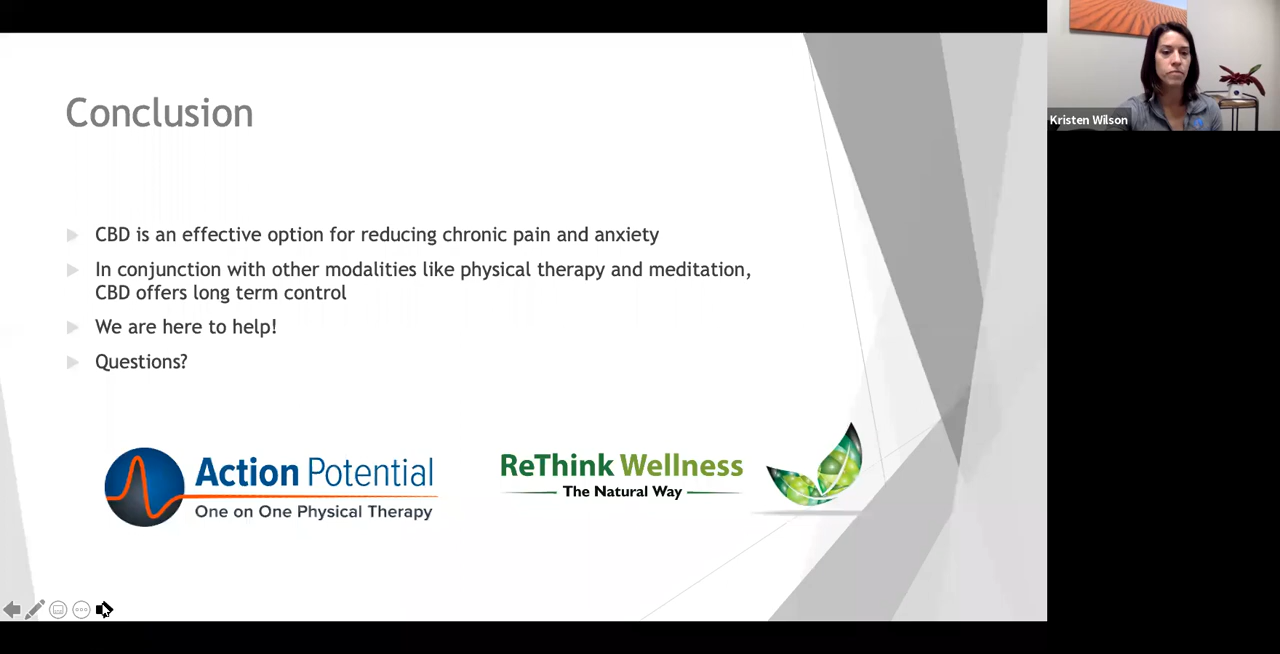 Conclusion
CBD is an effective option for reducing chronic pain and anxiety
In conjunction with other modalities like physical therapy and meditation,
CBD offers long term control
We are here to help!
Questions?
Action Potential
One on One Physical Therapy
ReThink Wellness
The Natural Way
Kristen Wilson